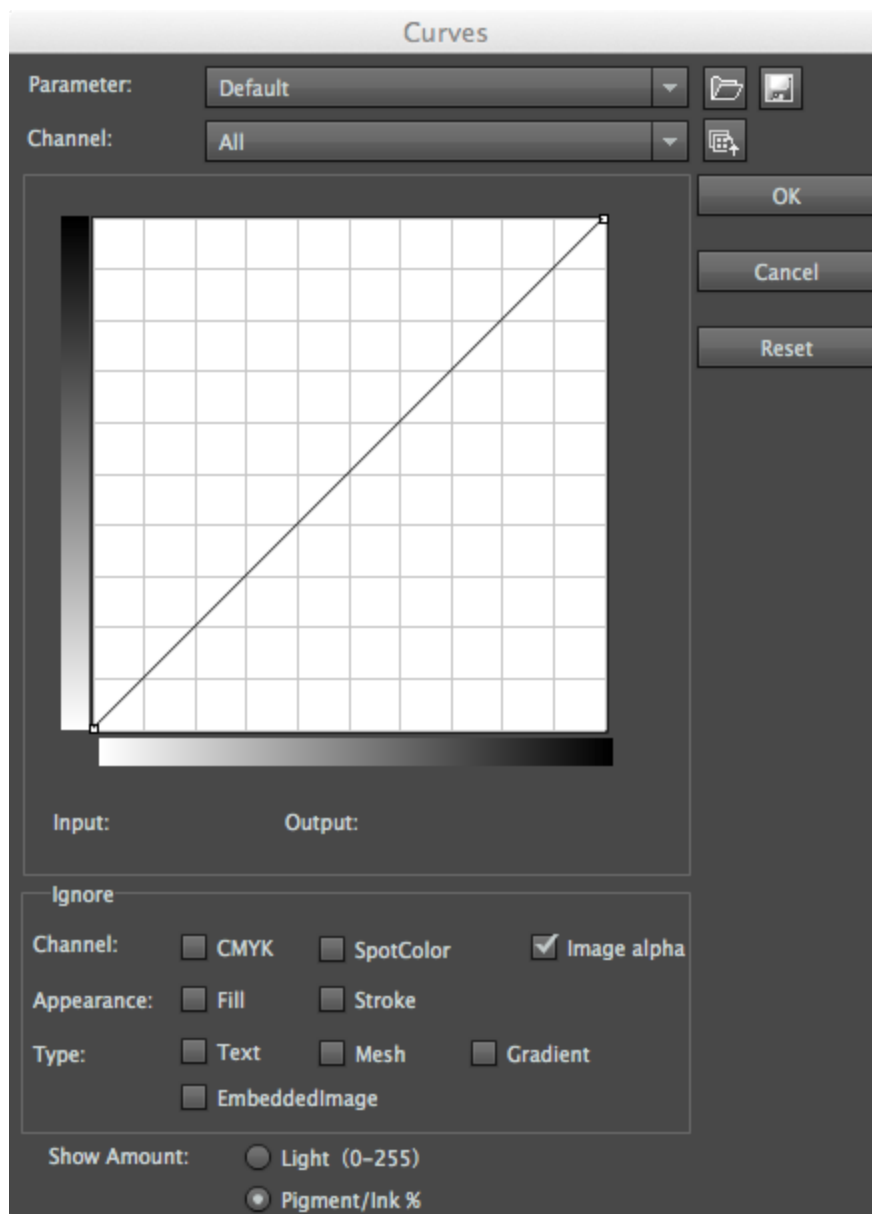 Curves
Parameter: Default
Channel: All
OK
Cancel
Reset
Input: Output:
Ignore
Channel: CMYK SpotColor Image alpha
Appearance: Fill Stroke
Type: Text Mesh Gradient
EmbeddedImage
Show Amount: Light (0-255)
Pigment/Ink %